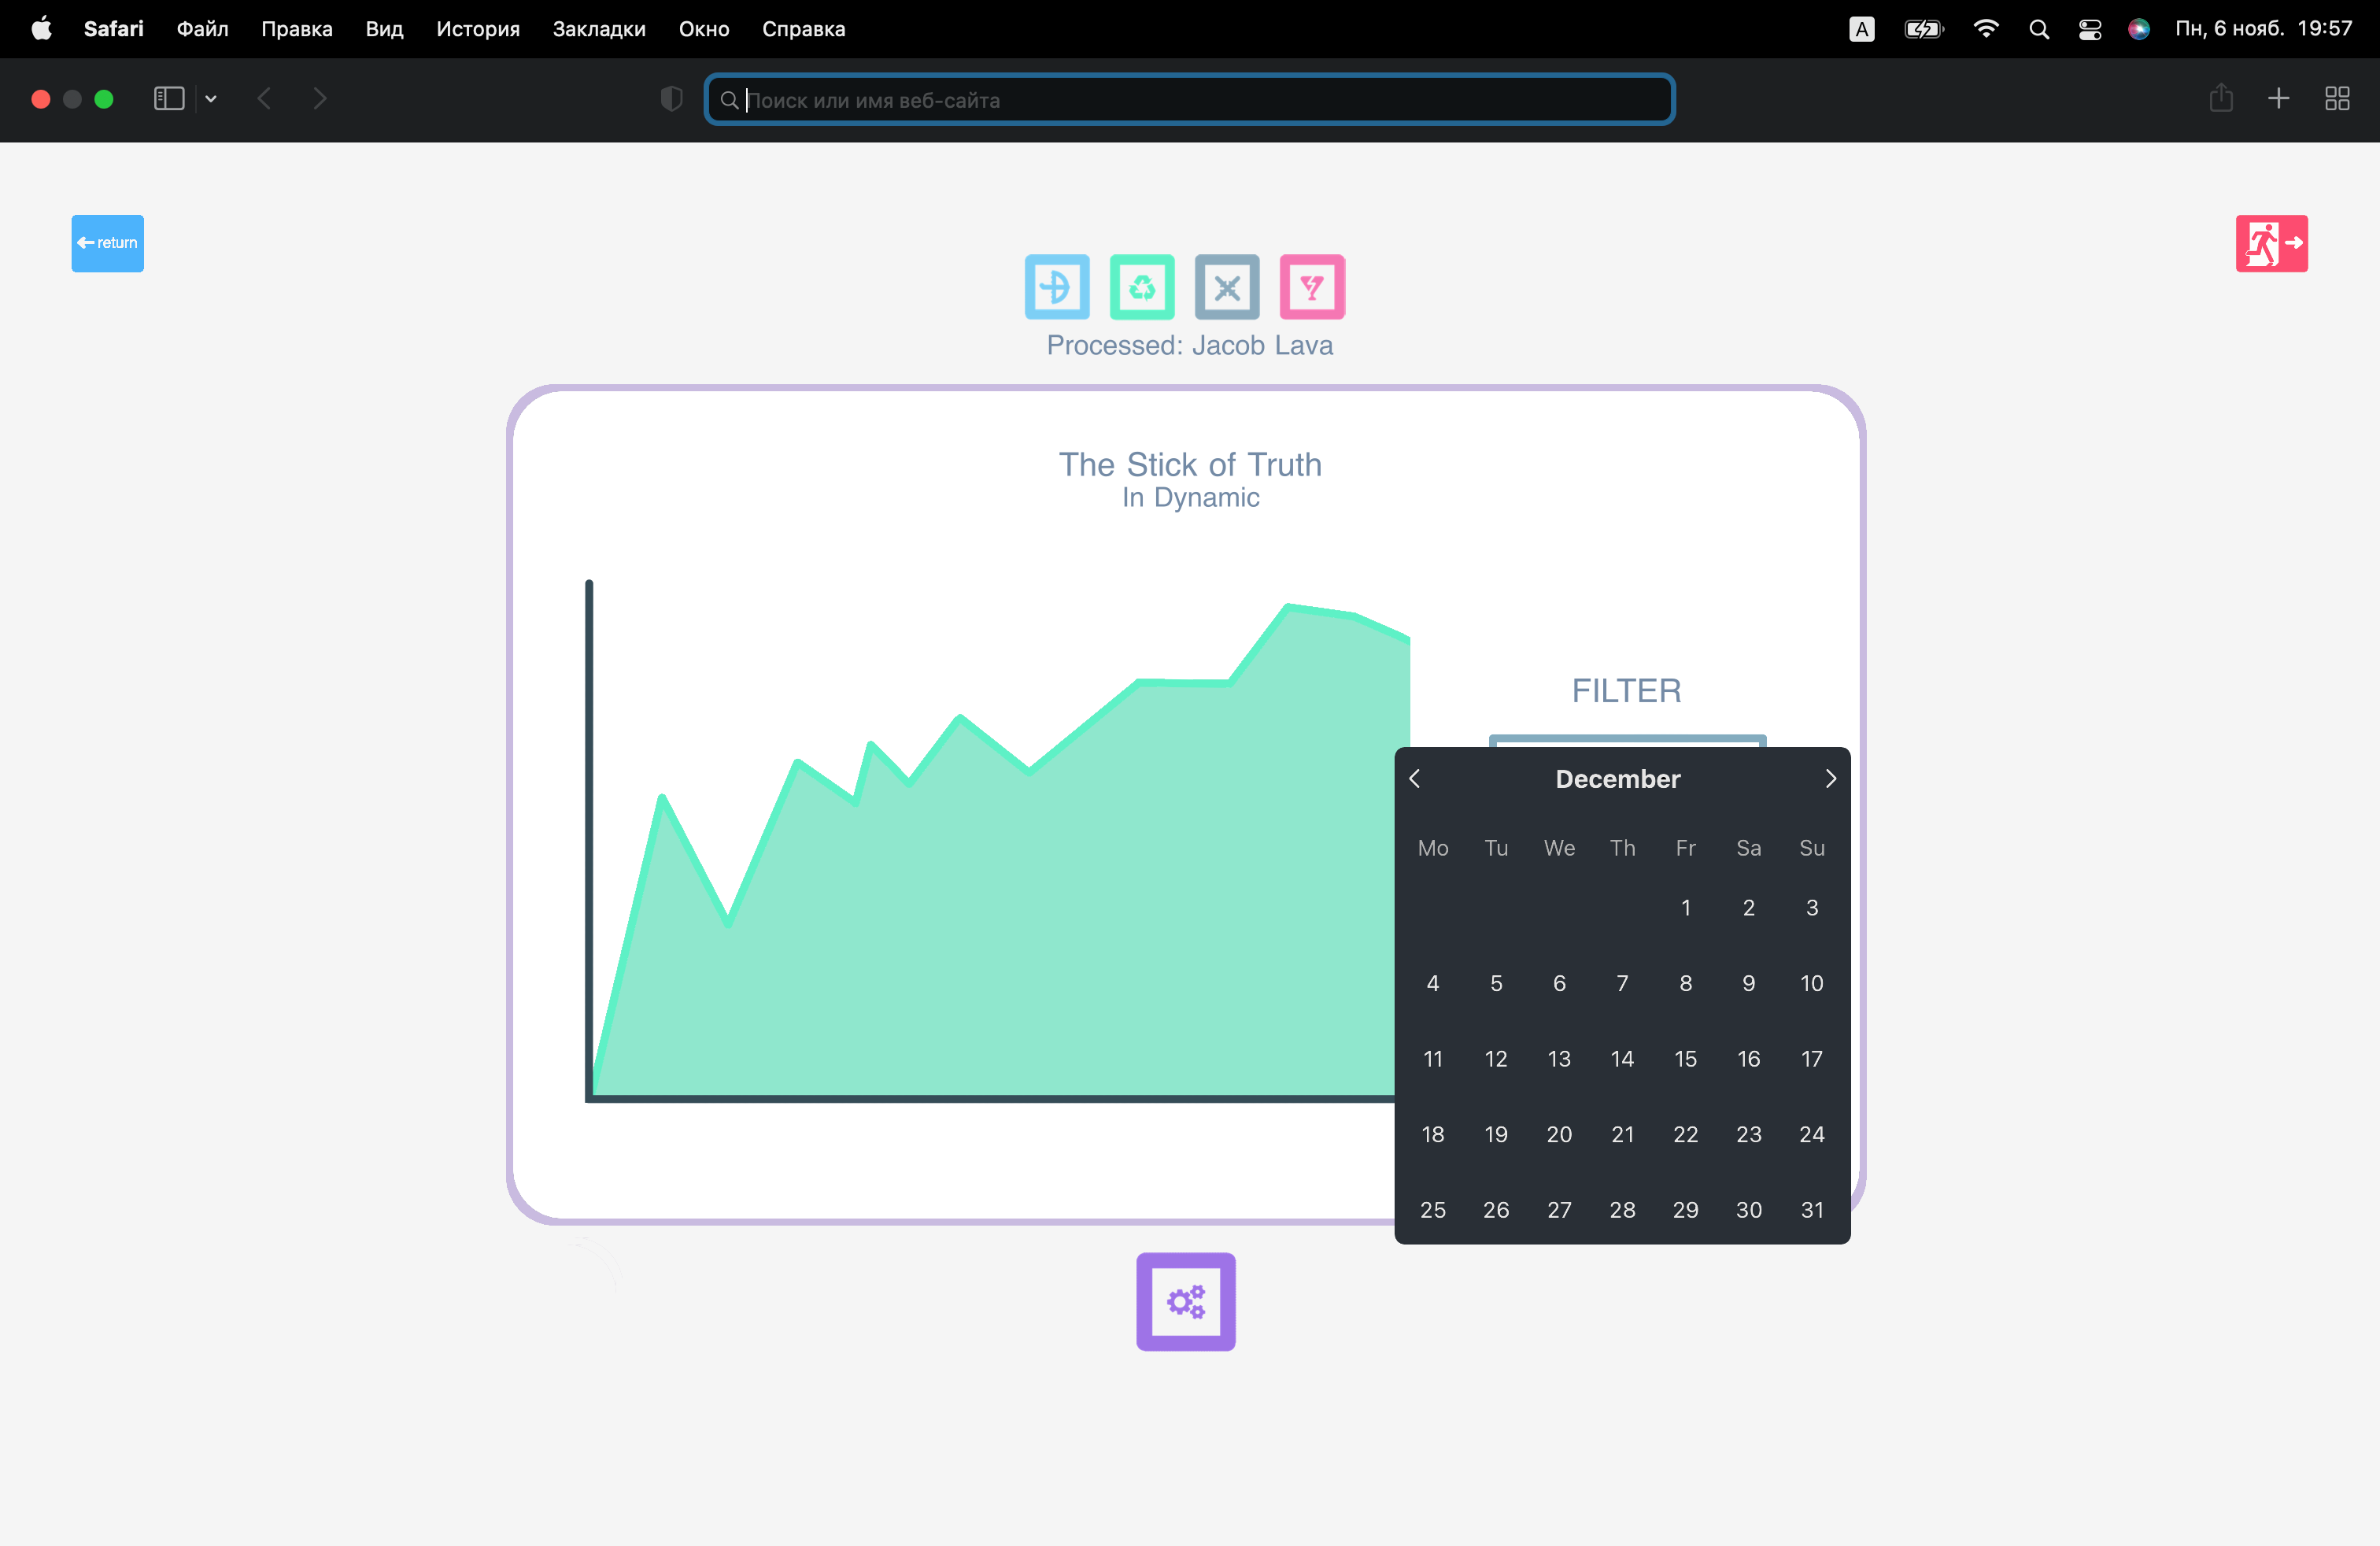 Safari Файл Правка Вид История Закладки Окно Справка A Пн, 6 нояб. 19:57
Поиск или имя веб-сайта
return
Processed: Jacob Lava
The Stick of Truth
In Dynamic
FILTER
December
Mo Tu We Th Fr Sa Su
1 2 3
4 5 6 7 8 9 10
11 12 13 14 15 16 17
18 19 20 21 22 23 24
25 26 27 28 29 30 31